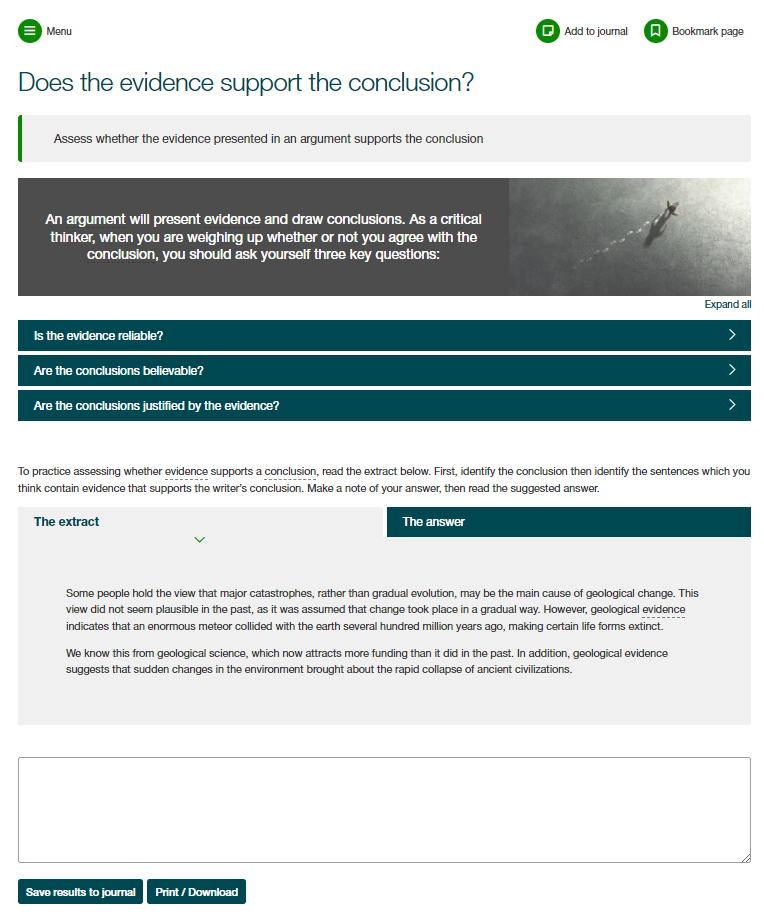 Menu
Add to journal
Bookmark page
Does the evidence support the conclusion?
Assess whether the evidence presented in an argument supports the conclusion
An argument will present evidence and draw conclusions. As a critical
thinker, when you are weighing up whether or not you agree with the
conclusion, you should ask yourself three key questions:
Expand all
Is the evidence reliable?
Are the conclusions believable?
Are the conclusions justified by the evidence?
To practice assessing whether evidence supports a conclusion, read the extract below. First, identify the conclusion then identify the sentences which you
think contain evidence that supports the writer's conclusion. Make a note of your answer, then read the suggested answer.
The extract
The answer
Some people hold the view that major catastrophes, rather than gradual evolution, may be the main cause of geological change. This
view did not seem plausible in the past, as it was assumed that change took place in a gradual way. However, geological evidence
indicates that an enormous meteor collided with the earth several hundred million years ago, making certain life forms extinct.
We know this from geological science, which now attracts more funding than it did in the past. In addition, geological evidence
suggests that sudden changes in the environment brought about the rapid collapse of ancient civilizations.
Save results to journal
Print / Download